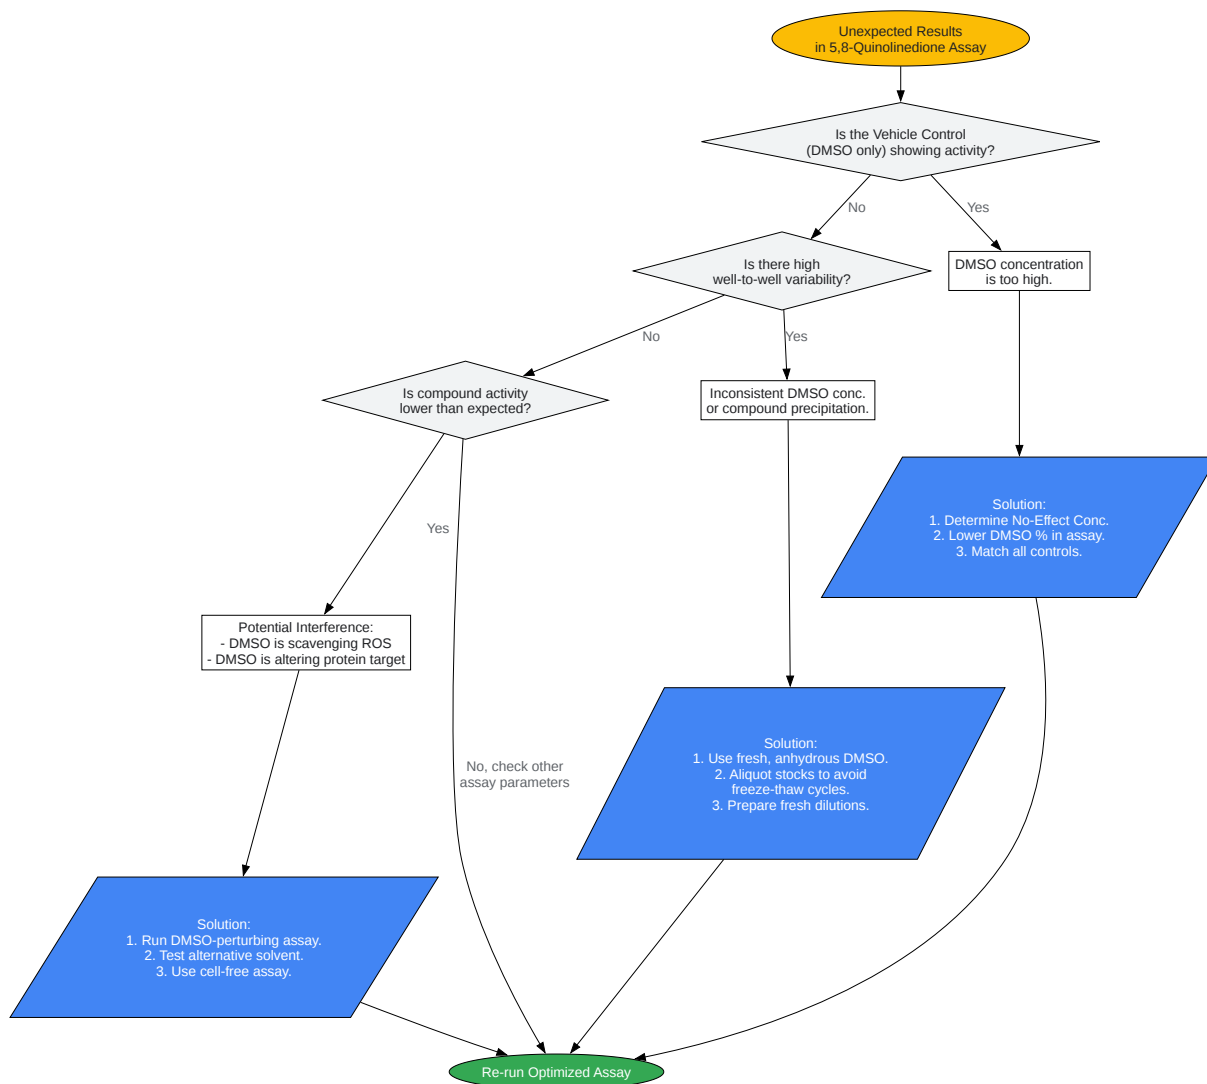 Unexpected Results
in 5,8-Quinolinedione Assay
Is the Vehicle Control
(DMSO only) showing activity?
No
Yes
Is there high
well-to-well variability?
DMSO concentration
is too high.
No
Yes
Is compound activity
lower than expected?
Inconsistent DMSO conc.
or compound precipitation.
Solution:
1. Determine No-Effect Conc.
2. Lower DMSO % in assay.
3. Match all controls.
Yes
Potential Interference:
- DMSO is scavenging ROS
- DMSO is altering protein target
No, check other
assay parameters
Solution:
1. Use fresh, anhydrous DMSO.
2. Aliquot stocks to avoid
freeze-thaw cycles.
3. Prepare fresh dilutions.
Solution:
1. Run DMSO-perturbing assay.
2. Test alternative solvent.
3. Use cell-free assay.
Re-run Optimized Assay